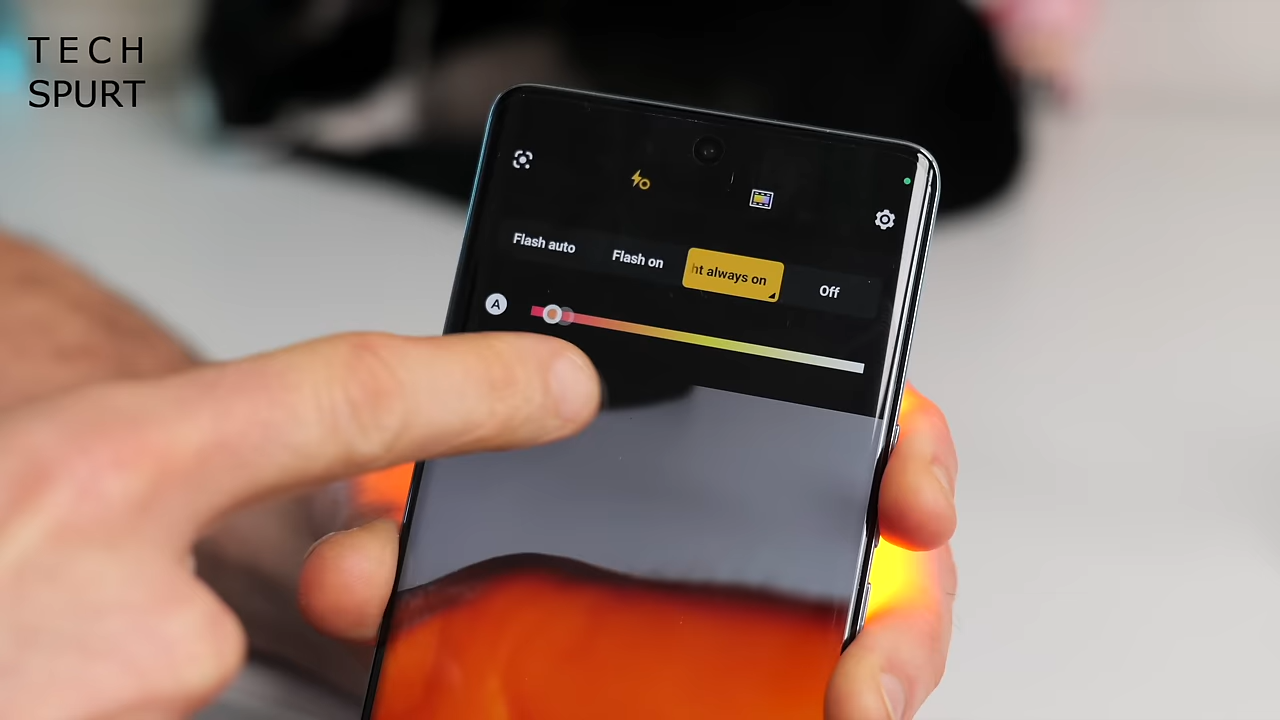 TECH
SPURT
Flash auto
Flash on
ht always on
Off
A